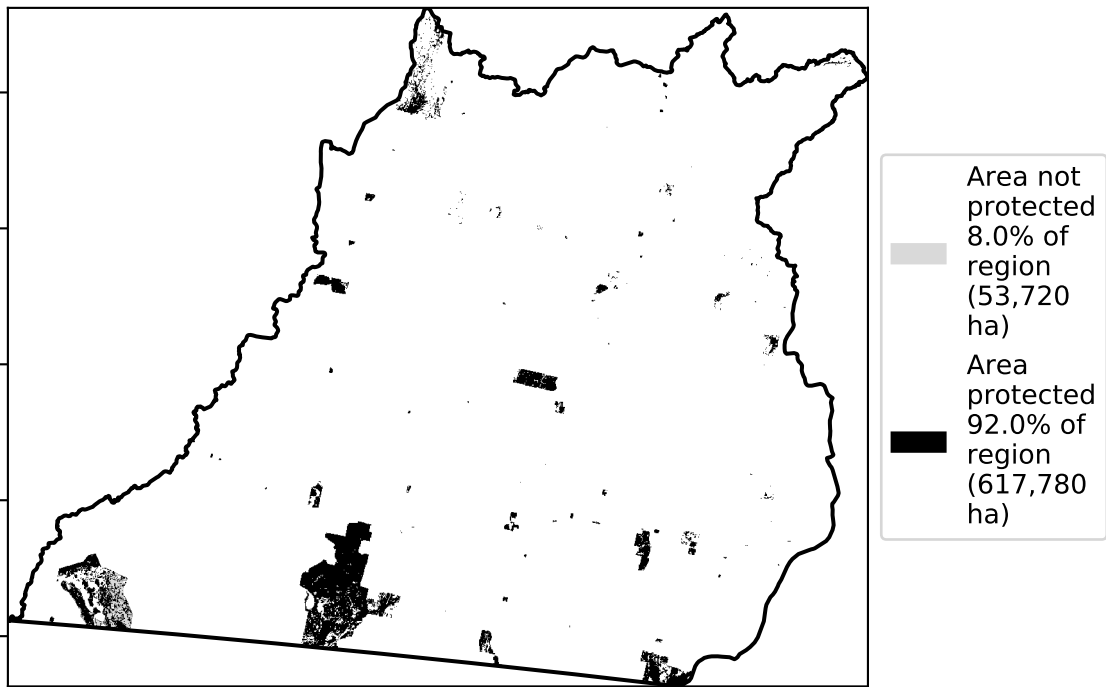 Area not
protected
8.0% of
region
(53,720
ha)
Area
protected
92.0% of
region
(617,780
ha)